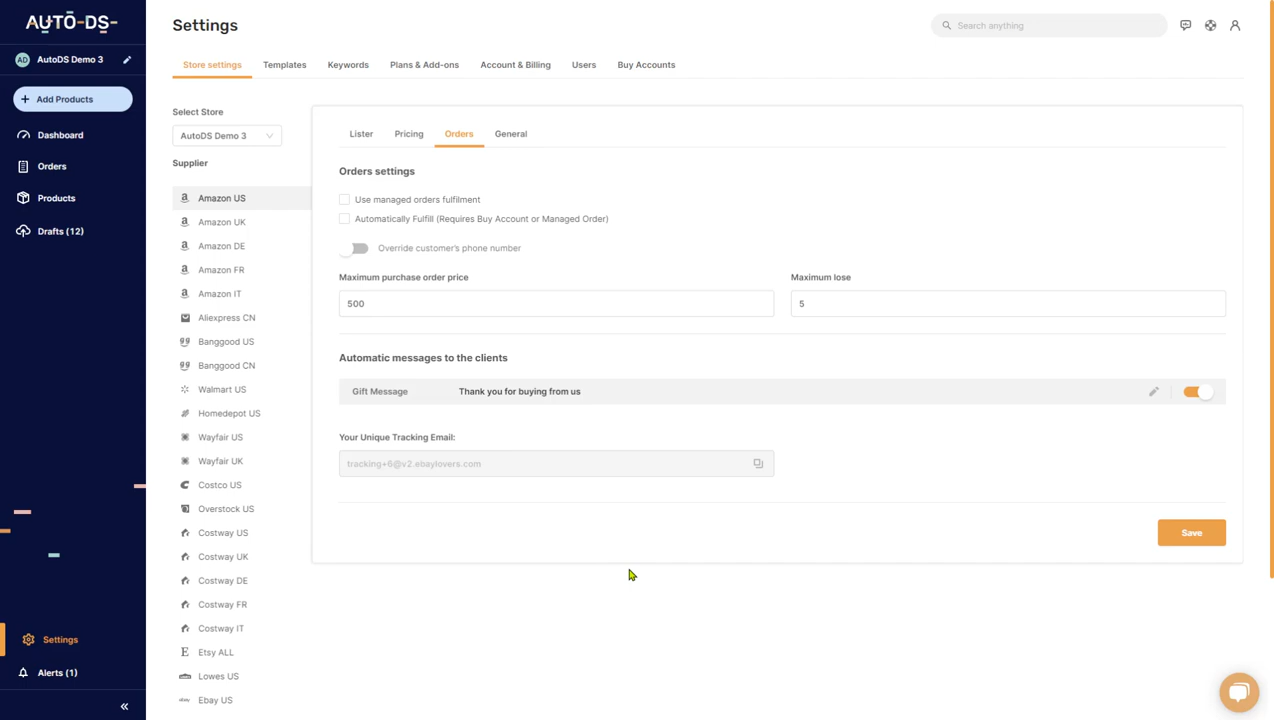 AUTO-DS-
AD AutoDS Demo 3
+ Add Products
Dashboard
Orders
Products
Drafts (12)
Settings
Alerts (1)
Settings
Search anything
Store settings Templates Keywords Plans & Add-ons Account & Billing Users Buy Accounts
Select Store
AutoDS Demo 3
Supplier
Amazon US
Amazon UK
Amazon DE
Amazon FR
Amazon IT
Aliexpress CN
Banggood US
Banggood CN
Walmart US
Homedepot US
Wayfair US
Wayfair UK
Costco US
Overstock US
Costway US
Costway UK
Costway DE
Costway FR
Costway IT
Etsy ALL
Lowes US
ebay Ebay US
Lister Pricing Orders General
Orders settings
Use managed orders fulfilment
Automatically Fulfill (Requires Buy Account or Managed Order)
Override customer's phone number
Maximum purchase order price Maximum lose
500 5
Automatic messages to the clients
Gift Message Thank you for buying from us
Your Unique Tracking Email:
tracking+6@v2.ebaylovers.com
Save